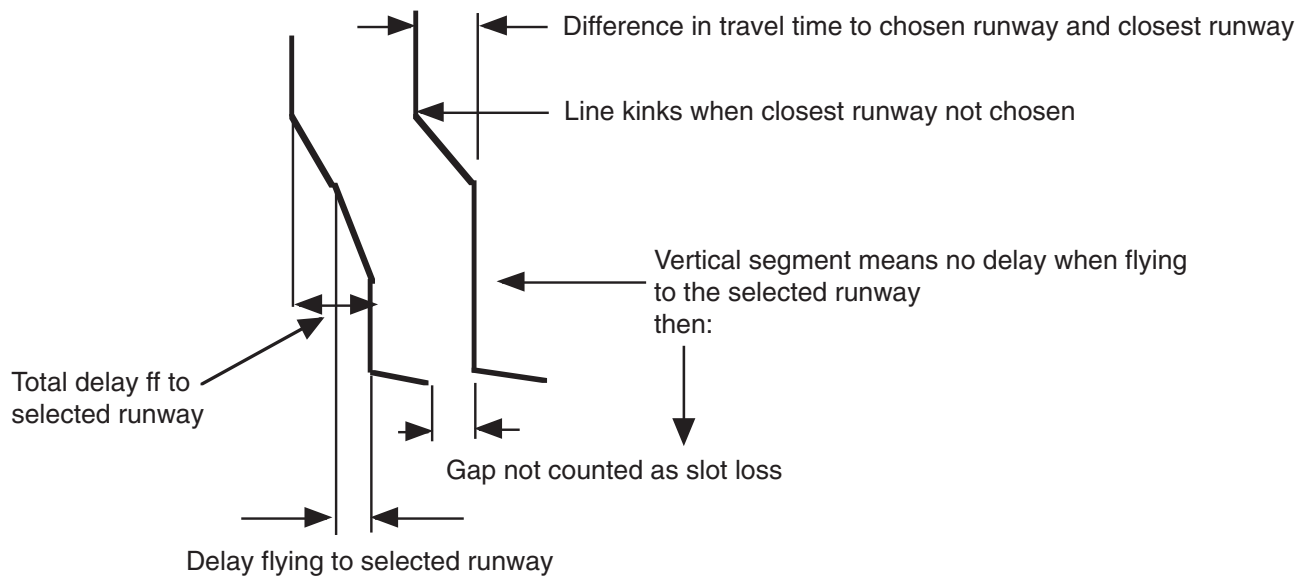 Difference in travel time to chosen runway and closest runway
Line kinks when closest runway not chosen
Vertical segment means no delay when flying
to the selected runway
then:
Total delay ff to
selected runway
Gap not counted as slot loss
Delay flying to selected runway